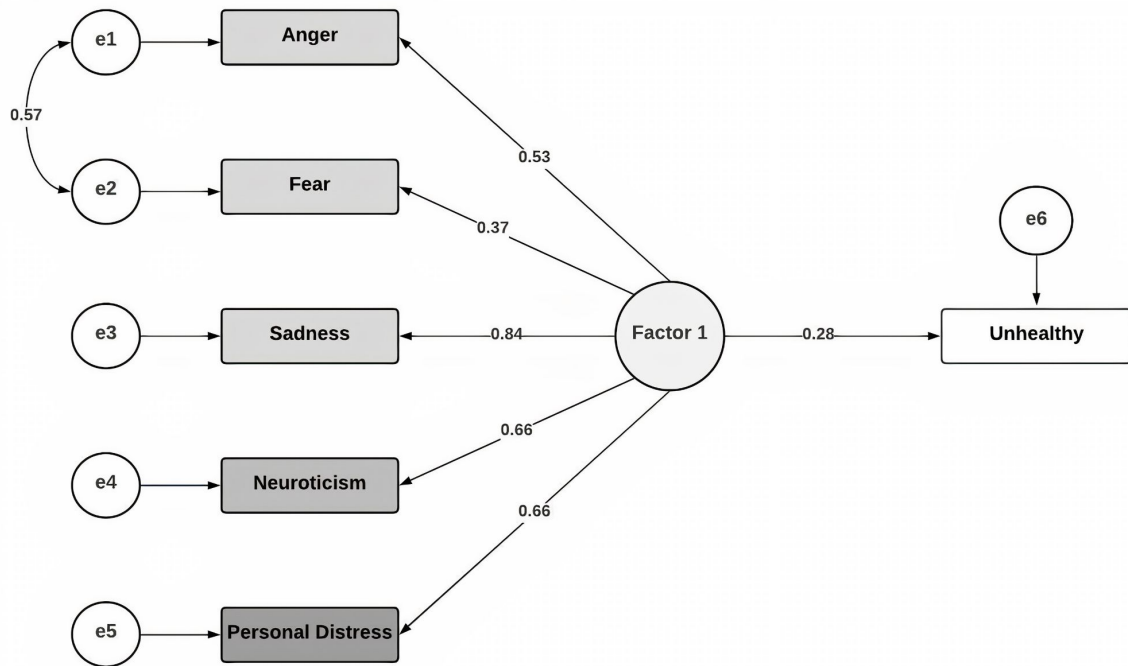 e1
Anger
0.57
0.53
e2
Fear
e6
0.37
e3
Sadness
0.84
Factor 1
0.28
Unhealthy
0.66
e4
Neuroticism
0.66
e5
Personal Distress